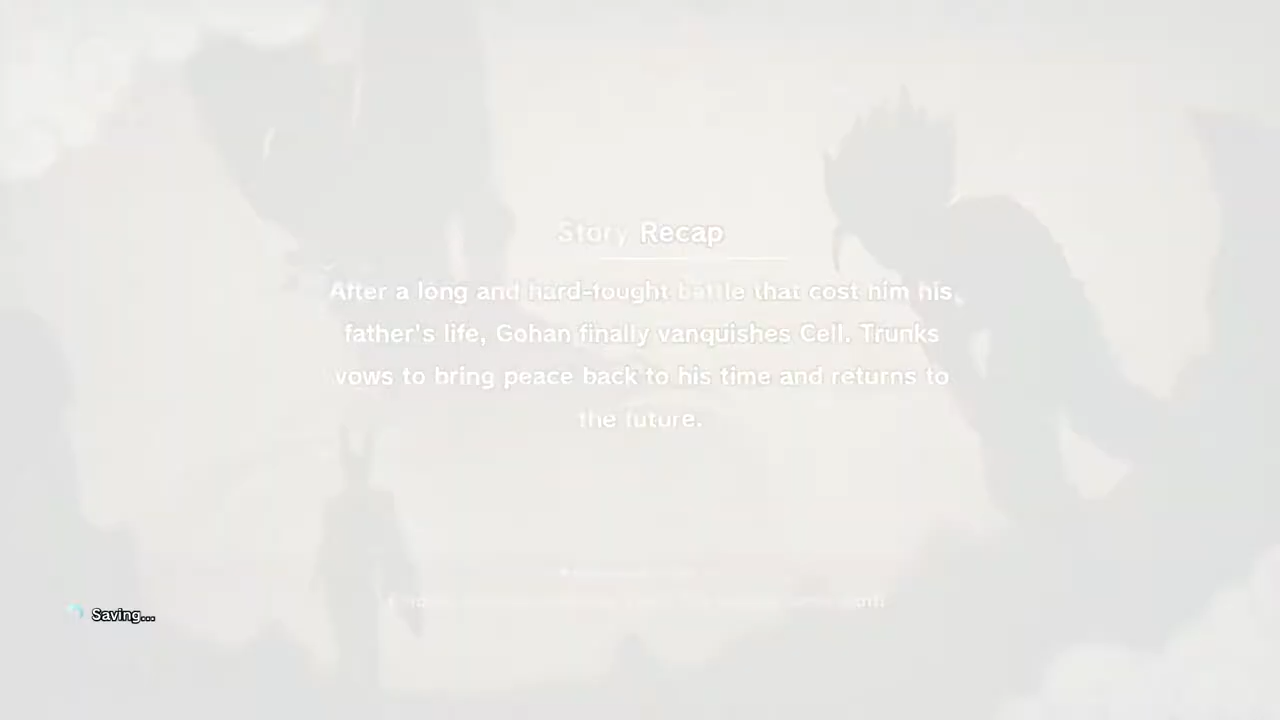 Story Recap
After a long and hard-fought battle that cost him his
father's life, Gohan finally vanquishes Cell. Trunks
vows to bring peace back to his time and returns to
the future.
Saving...